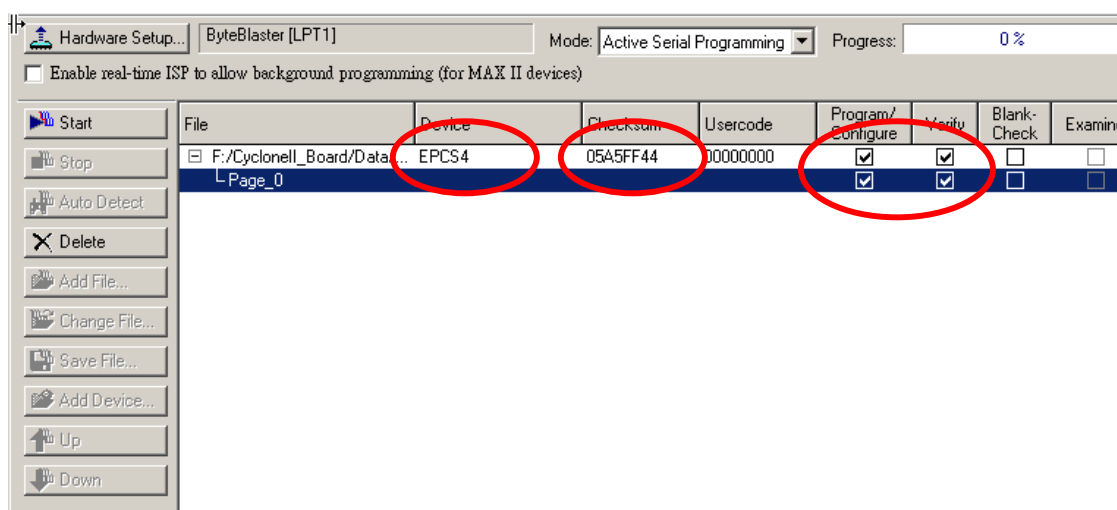 Hardware Setup... ByteBlaster [LPT1] Mode: Active Serial Programming Progress: 0 %
Enable real-time ISP to allow background programming (for MAX II devices)
Start
Stop
Auto Detect
Delete
Add File...
Change File...
Save File...
Add Device...
Up
Down
File Device Checksum Usercode Program/ Configure Verify Blank- Check Examine
F:/CycloneII_Board/Data... EPCS4 05A5FF44 00000000
Page_0